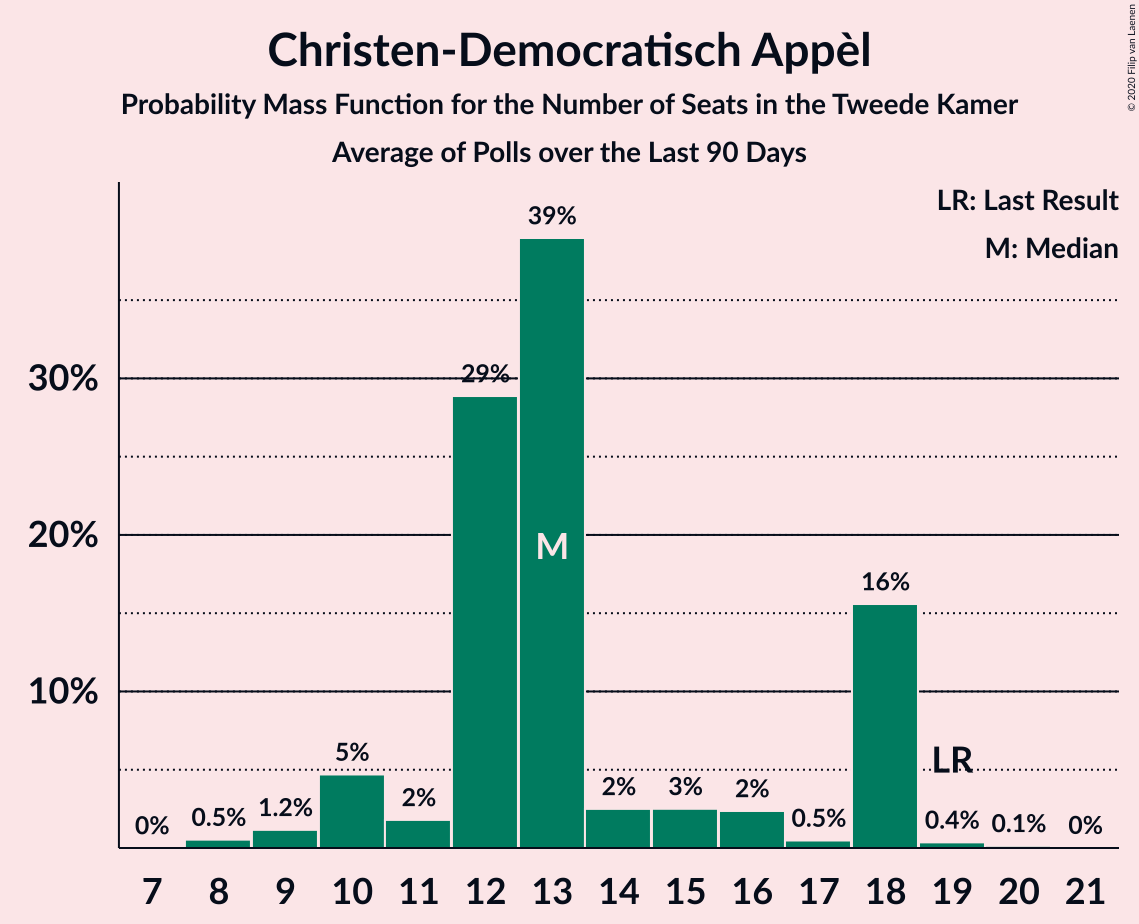 Christen-Democratisch Appèl
Probability Mass Function for the Number of Seats in the Tweede Kamer
Average of Polls over the Last 90 Days
© 2020 Filip van Laenen
LR: Last Result
M: Median
39%
30%
29%
20%
M
16%
10%
LR
5%
2%
3%
2%
2%
1.2%
0.5%
0%
0.5%
0.4%
0.1%
0%
7 8 9 10 11 12 13 14 15 16 17 18 19 20 21